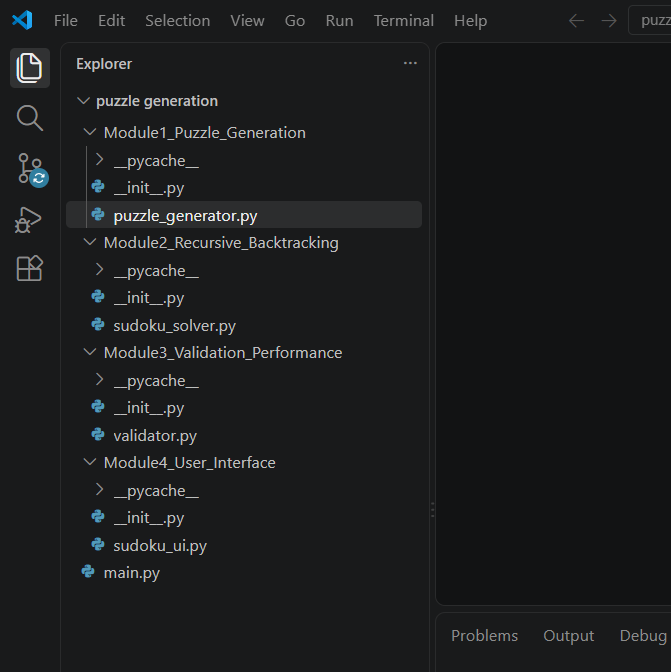 File Edit Selection View Go Run Terminal Help
Explorer
puzzle generation
Module1_Puzzle_Generation
__pycache__
__init__.py
puzzle_generator.py
Module2_Recursive_Backtracking
__pycache__
__init__.py
sudoku_solver.py
Module3_Validation_Performance
__pycache__
__init__.py
validator.py
Module4_User_Interface
__pycache__
__init__.py
sudoku_ui.py
main.py
Problems Output Debug